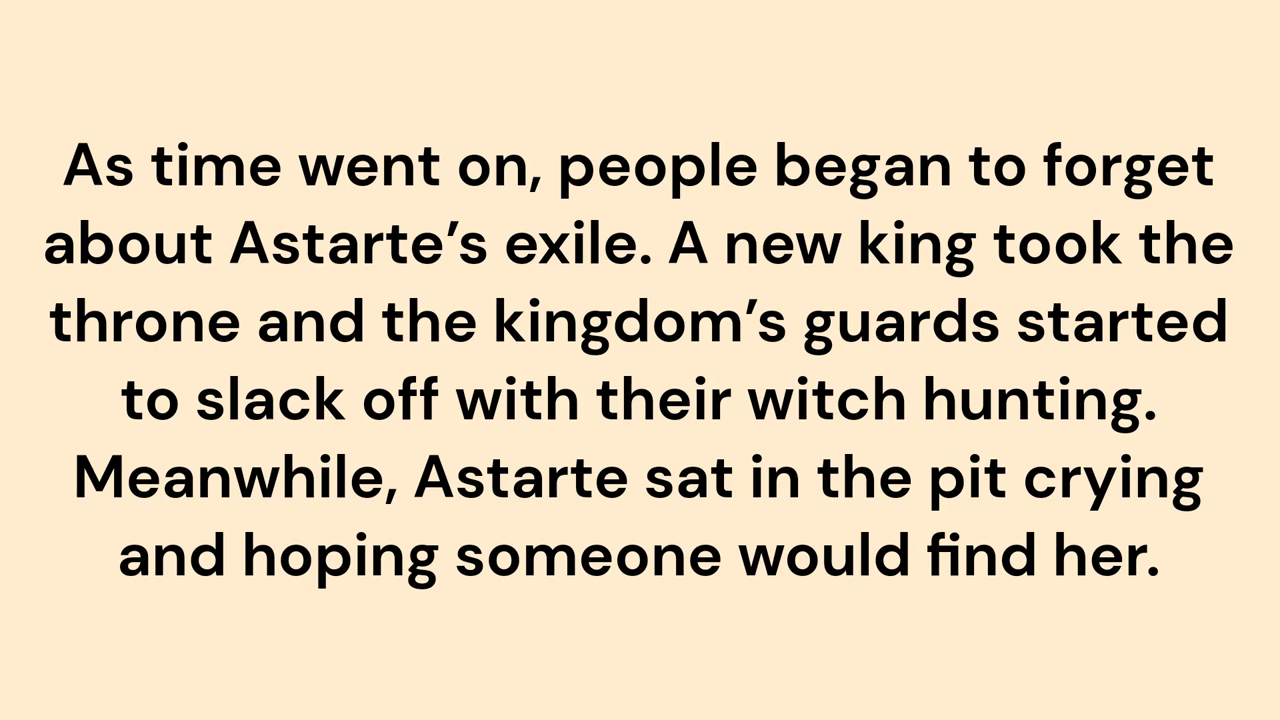 As time went on, people began to forget
about Astarte’s exile. A new king took the
throne and the kingdom’s guards started
to slack off with their witch hunting.
Meanwhile, Astarte sat in the pit crying
and hoping someone would find her.